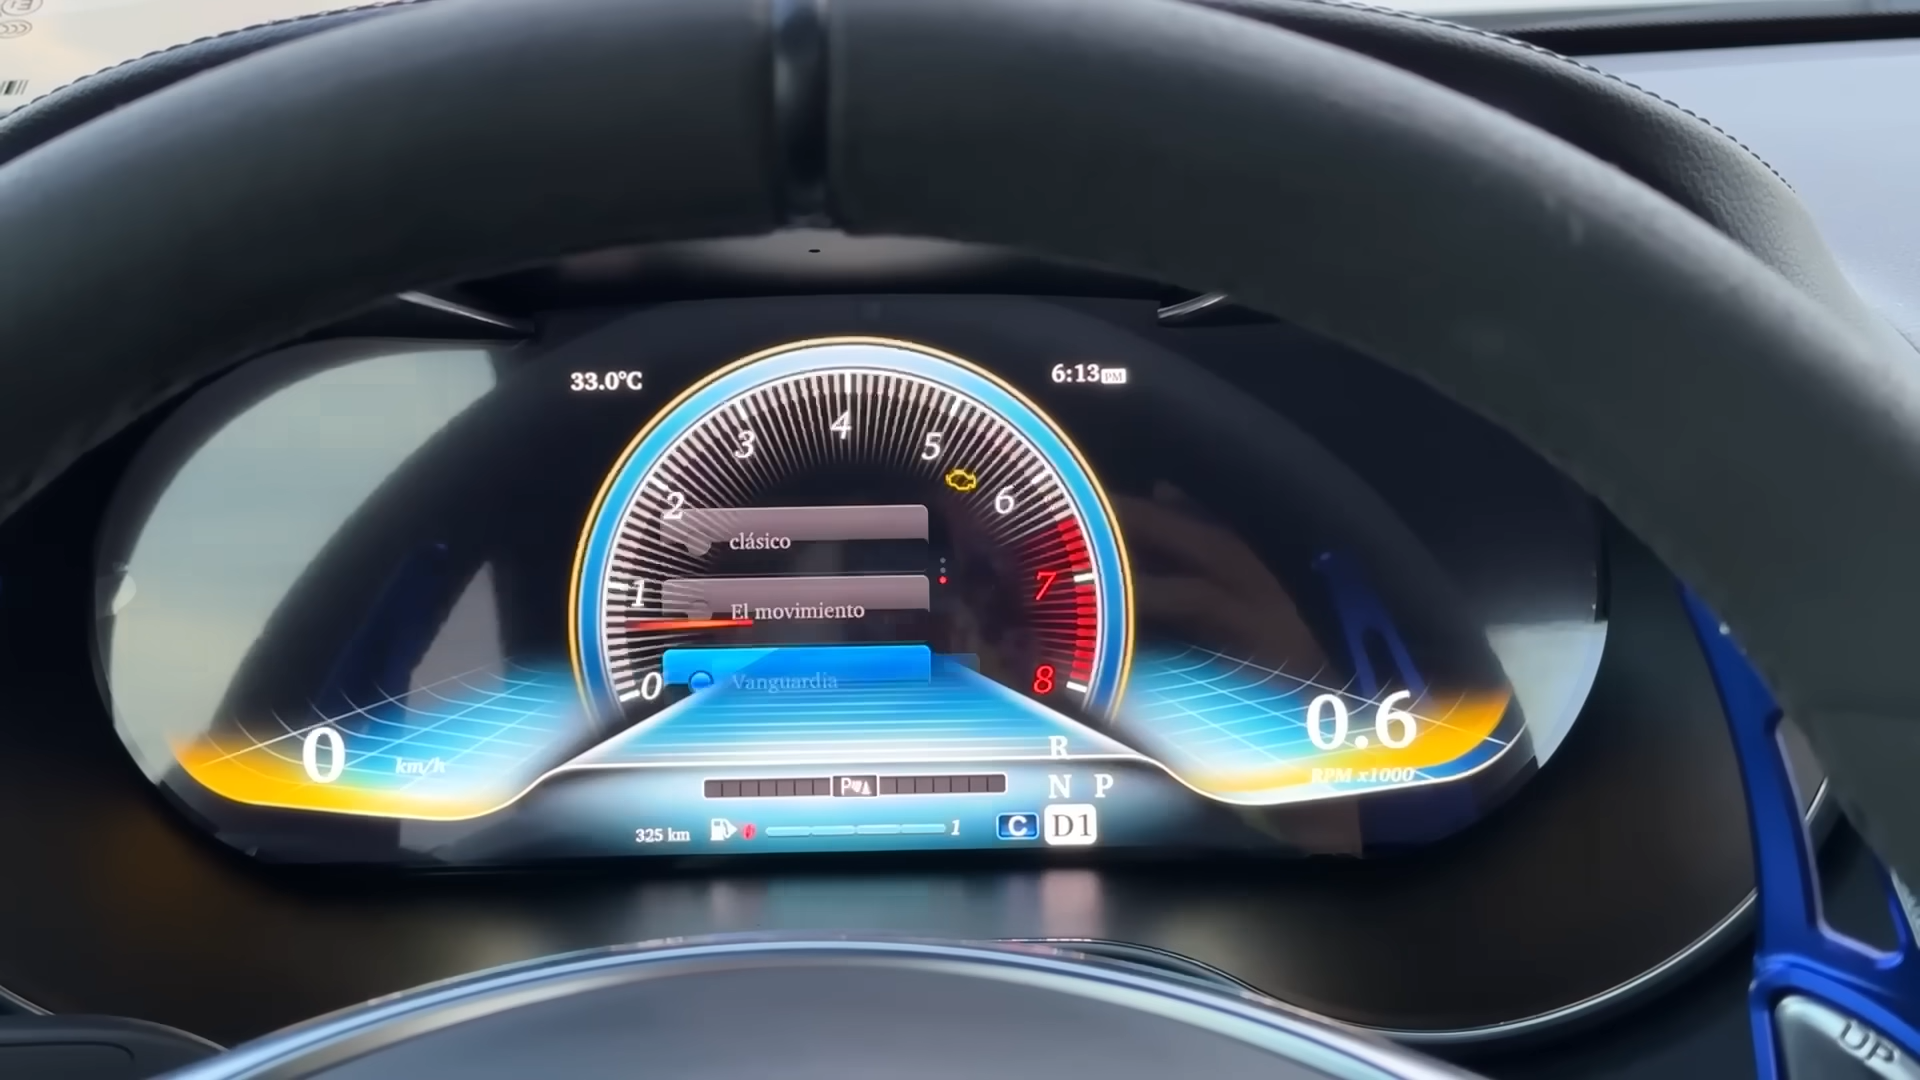 33.0°C
6:13 PM
4
3
5
2
6
clásico
1
7
El movimiento
0
Vanguardia
8
0 km/h
0.6
RPM x1000
R
N P
P
325 km
1
C
D1
UP